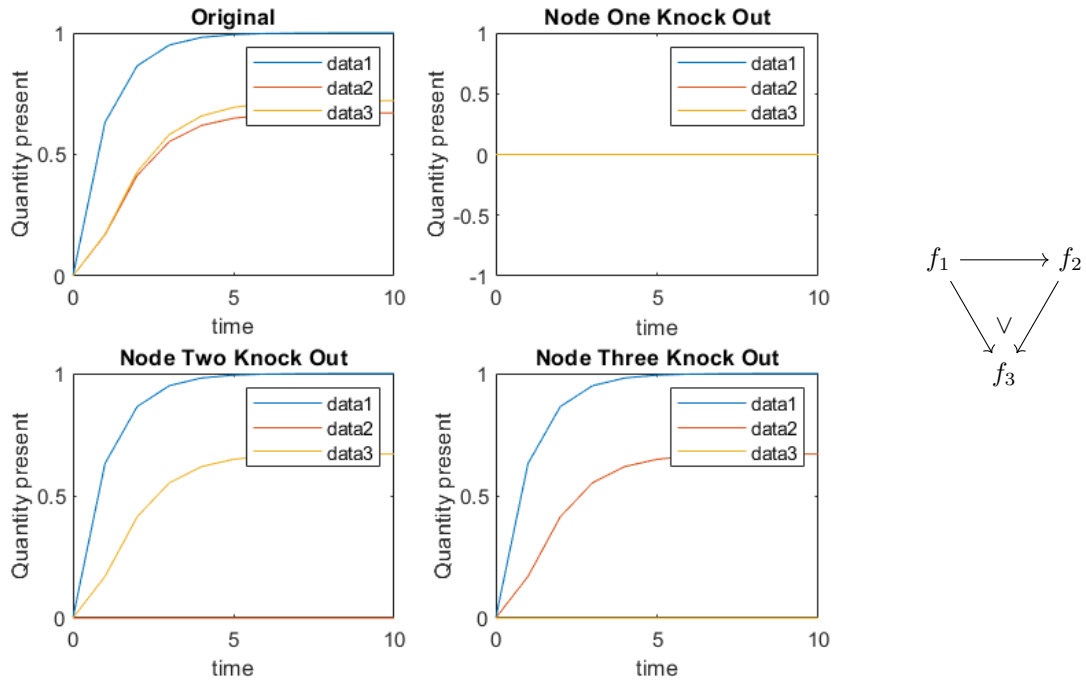 Original
Quantity present
1
0.5
0
0
5
10
time
data1
data2
data3
Node One Knock Out
Quantity present
1
0.5
0
-0.5
-1
0
5
10
time
data1
data2
data3
Node Two Knock Out
Quantity present
1
0.5
0
0
5
10
time
data1
data2
data3
Node Three Knock Out
Quantity present
1
0.5
0
0
5
10
time
data1
data2
data3
f₁
f₂
∨
f₃